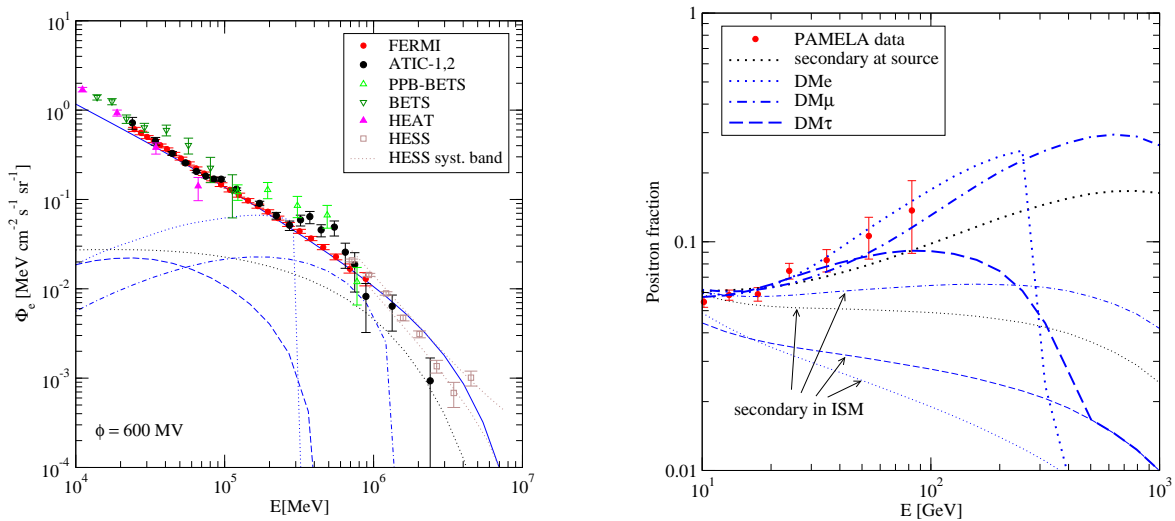 10^1
10^0
10^-1
10^-2
10^-3
10^-4
Φ_e [MeV cm^-2 s^-1 sr^-1]
FERMI
ATIC-1,2
PPB-BETS
BETS
HEAT
HESS
HESS syst. band
ϕ = 600 MV
10^4 10^5 10^6 10^7
E[MeV]
1
0.1
0.01
Positron fraction
PAMELA data
secondary at source
DMe
DMμ
DMτ
secondary in ISM
10^1 10^2 10^3
E [GeV]